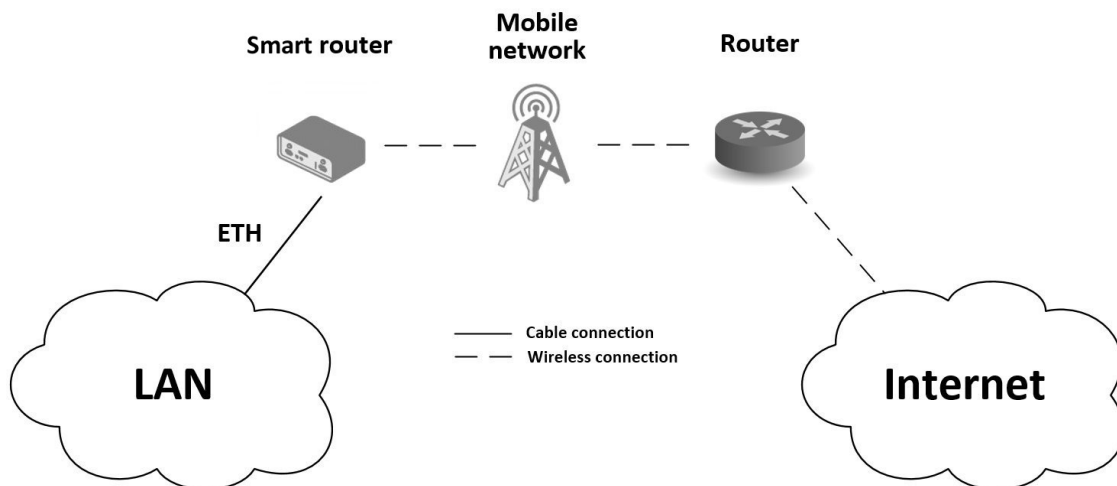 Smart router
Mobile
network
Router
ETH
LAN
Internet
Cable connection
Wireless connection